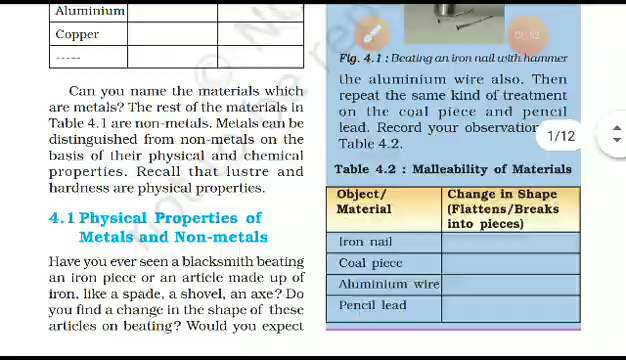 Aluminium
Copper
-----
Can you name the materials which
are metals? The rest of the materials in
Table 4.1 are non-metals. Metals can be
distinguished from non-metals on the
basis of their physical and chemical
properties. Recall that lustre and
hardness are physical properties.
4.1 Physical Properties of
Metals and Non-metals
Have you ever seen a blacksmith beating
an iron piece or an article made up of
iron, like a spade, a shovel, an axe? Do
you find a change in the shape of these
articles on beating? Would you expect
Fig. 4.1 : Beating an iron nail with hammer
the aluminium wire also. Then
repeat the same kind of treatment
on the coal piece and pencil
lead. Record your observation
Table 4.2.
1/12
Table 4.2 : Malleability of Materials
Object/ Change in Shape
Material (Flattens/Breaks
into pieces)
Iron nail
Coal piece
Aluminium wire
Pencil lead